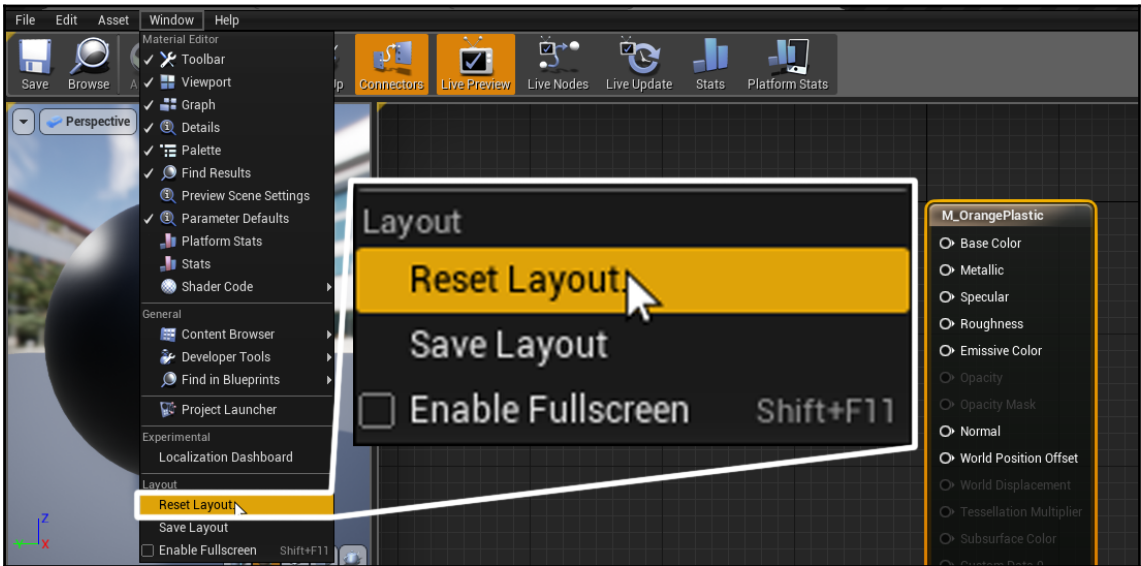 File Edit Asset Window Help
Save Browse Connectors Live Preview Live Nodes Live Update Stats Platform Stats
Perspective
Material Editor
Toolbar
Viewport
Graph
Details
Palette
Find Results
Preview Scene Settings
Parameter Defaults
Platform Stats
Stats
Shader Code
General
Content Browser
Developer Tools
Find in Blueprints
Project Launcher
Experimental
Localization Dashboard
Layout
Reset Layout...
Save Layout
Enable Fullscreen Shift+F11
Layout
Reset Layout...
Save Layout
Enable Fullscreen Shift+F11
M_OrangePlastic
Base Color
Metallic
Specular
Roughness
Emissive Color
Opacity
Opacity Mask
Normal
World Position Offset
World Displacement
Tessellation Multiplier
Subsurface Color
Custom Data 0
Z
Y X